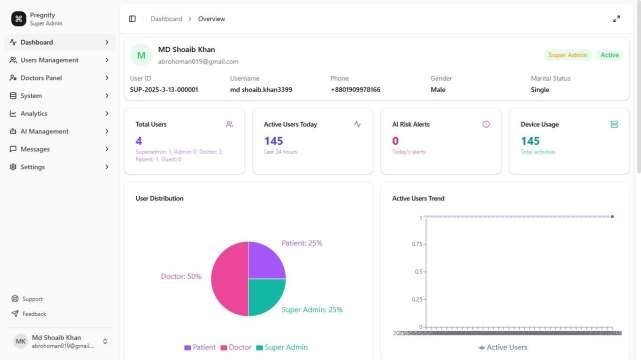 Pregnify
Super Admin
Dashboard
Users Management
Doctors Panel
System
Analytics
AI Management
Messages
Settings
Support
Feedback
MK
Md Shoaib Khan
abrohoman019@gmail...
Dashboard > Overview
M
MD Shoaib Khan
abrohoman019@gmail.com
Super Admin
Active
User ID
SUP-2025-3-13-000001
Username
md shoaib.khan3399
Phone
+8801909978166
Gender
Male
Marital Status
Single
Total Users
4
Superadmin: 1, Admin: 0, Doctor: 2,
Patient: 1, Guest: 0
Active Users Today
145
Last 24 hours
AI Risk Alerts
0
Today's alerts
Device Usage
145
Total activities
User Distribution
Patient: 25%
Doctor: 50%
Super Admin: 25%
Patient
Doctor
Super Admin
Active Users Trend
1
0.75
0.5
0.25
0
Active Users